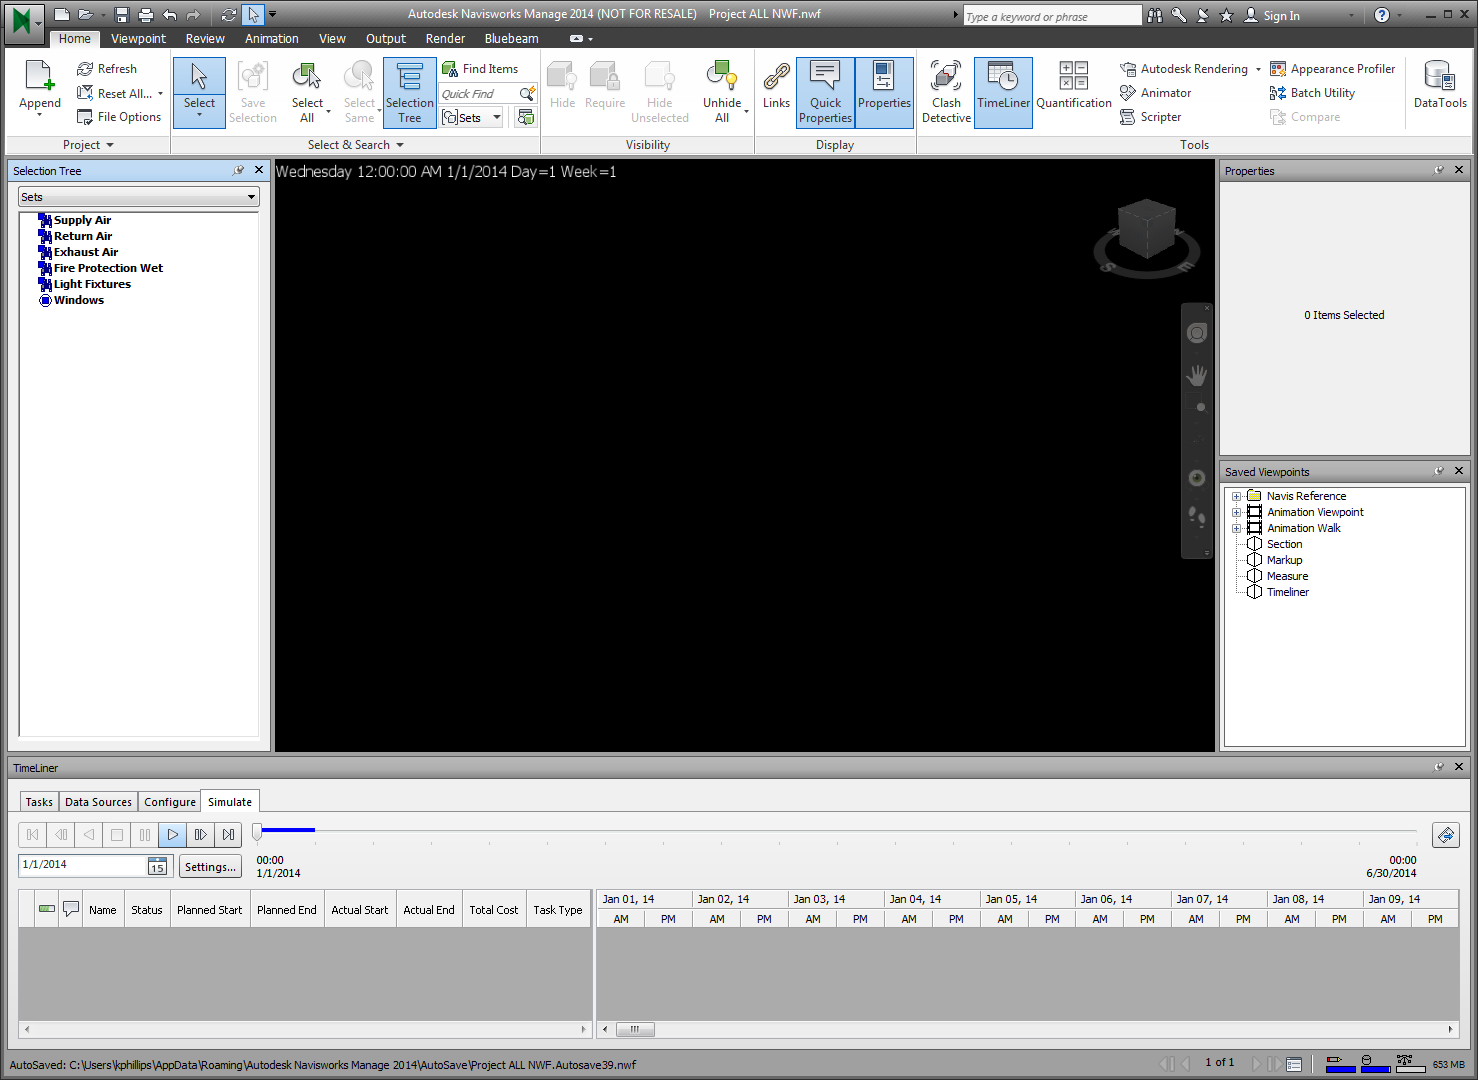 Autodesk Navisworks Manage 2014 (NOT FOR RESALE) Project ALL NWF.nwf
Type a keyword or phrase
Sign In
Home Viewpoint Review Animation View Output Render Bluebeam
Append
Refresh
Reset All...
File Options
Project
Select
Save Selection
Select All
Select Same
Selection Tree
Find Items
Quick Find
Sets
Select & Search
Hide
Require
Hide Unselected
Unhide All
Visibility
Links
Quick Properties
Properties
Display
Clash Detective
TimeLiner
Quantification
Autodesk Rendering
Animator
Scripter
Appearance Profiler
Batch Utility
Compare
Tools
DataTools
Selection Tree
Sets
Supply Air
Return Air
Exhaust Air
Fire Protection Wet
Light Fixtures
Windows
Wednesday 12:00:00 AM 1/1/2014 Day=1 Week=1
S
E
Properties
0 Items Selected
Saved Viewpoints
Navis Reference
Animation Viewpoint
Animation Walk
Section
Markup
Measure
Timeliner
TimeLiner
Tasks Data Sources Configure Simulate
1/1/2014
15
Settings...
00:00
1/1/2014
00:00
6/30/2014
Name Status Planned Start Planned End Actual Start Actual End Total Cost Task Type
Jan 01, 14 Jan 02, 14 Jan 03, 14 Jan 04, 14 Jan 05, 14 Jan 06, 14 Jan 07, 14 Jan 08, 14 Jan 09, 14
AM PM AM PM AM PM AM PM AM PM AM PM AM PM AM PM AM PM
AutoSaved: C:\Users\kphillips\AppData\Roaming\Autodesk Navisworks Manage 2014\AutoSave\Project ALL NWF.Autosave39.nwf
1 of 1
653 MB